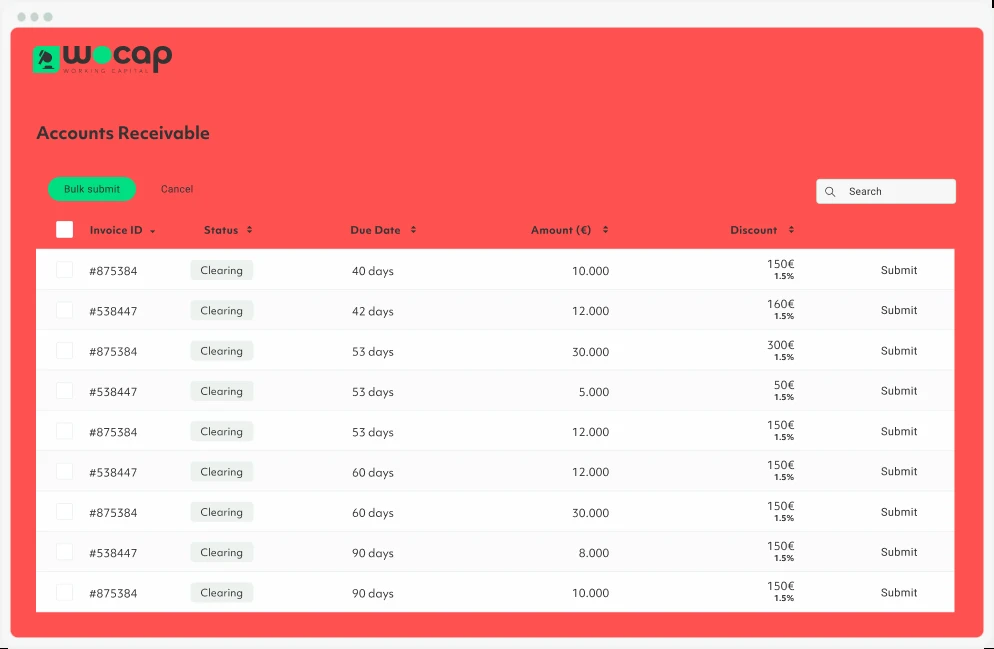 wocap
WORKING CAPITAL
Accounts Receivable
Bulk submit Cancel Search
Invoice ID Status Due Date Amount (€) Discount
#875384 Clearing 40 days 10.000 150€ 1.5% Submit
#538447 Clearing 42 days 12.000 160€ 1.5% Submit
#875384 Clearing 53 days 30.000 300€ 1.5% Submit
#538447 Clearing 53 days 5.000 50€ 1.5% Submit
#875384 Clearing 53 days 12.000 150€ 1.5% Submit
#538447 Clearing 60 days 12.000 150€ 1.5% Submit
#875384 Clearing 60 days 30.000 150€ 1.5% Submit
#538447 Clearing 90 days 8.000 150€ 1.5% Submit
#875384 Clearing 90 days 10.000 150€ 1.5% Submit